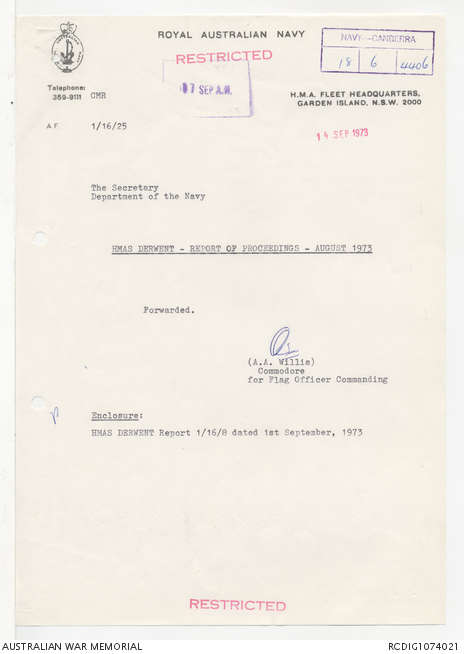 ROYAL AUSTRALIAN NAVY
RESTRICTED
NAVY-CANBERRA
18 6 4406
17 SEP A.M.
Telephone:
359-9111 CMR
H.M.A. FLEET HEADQUARTERS,
GARDEN ISLAND, N.S.W. 2000
A.F. 1/16/25
14 SEP 1973
The Secretary
Department of the Navy
HMAS DERWENT - REPORT OF PROCEEDINGS - AUGUST 1973
Forwarded.
(A.A. Willis)
Commodore
for Flag Officer Commanding
Enclosure:
HMAS DERWENT Report 1/16/8 dated 1st September, 1973
RESTRICTED
AUSTRALIAN WAR MEMORIAL
RCDIG1074021